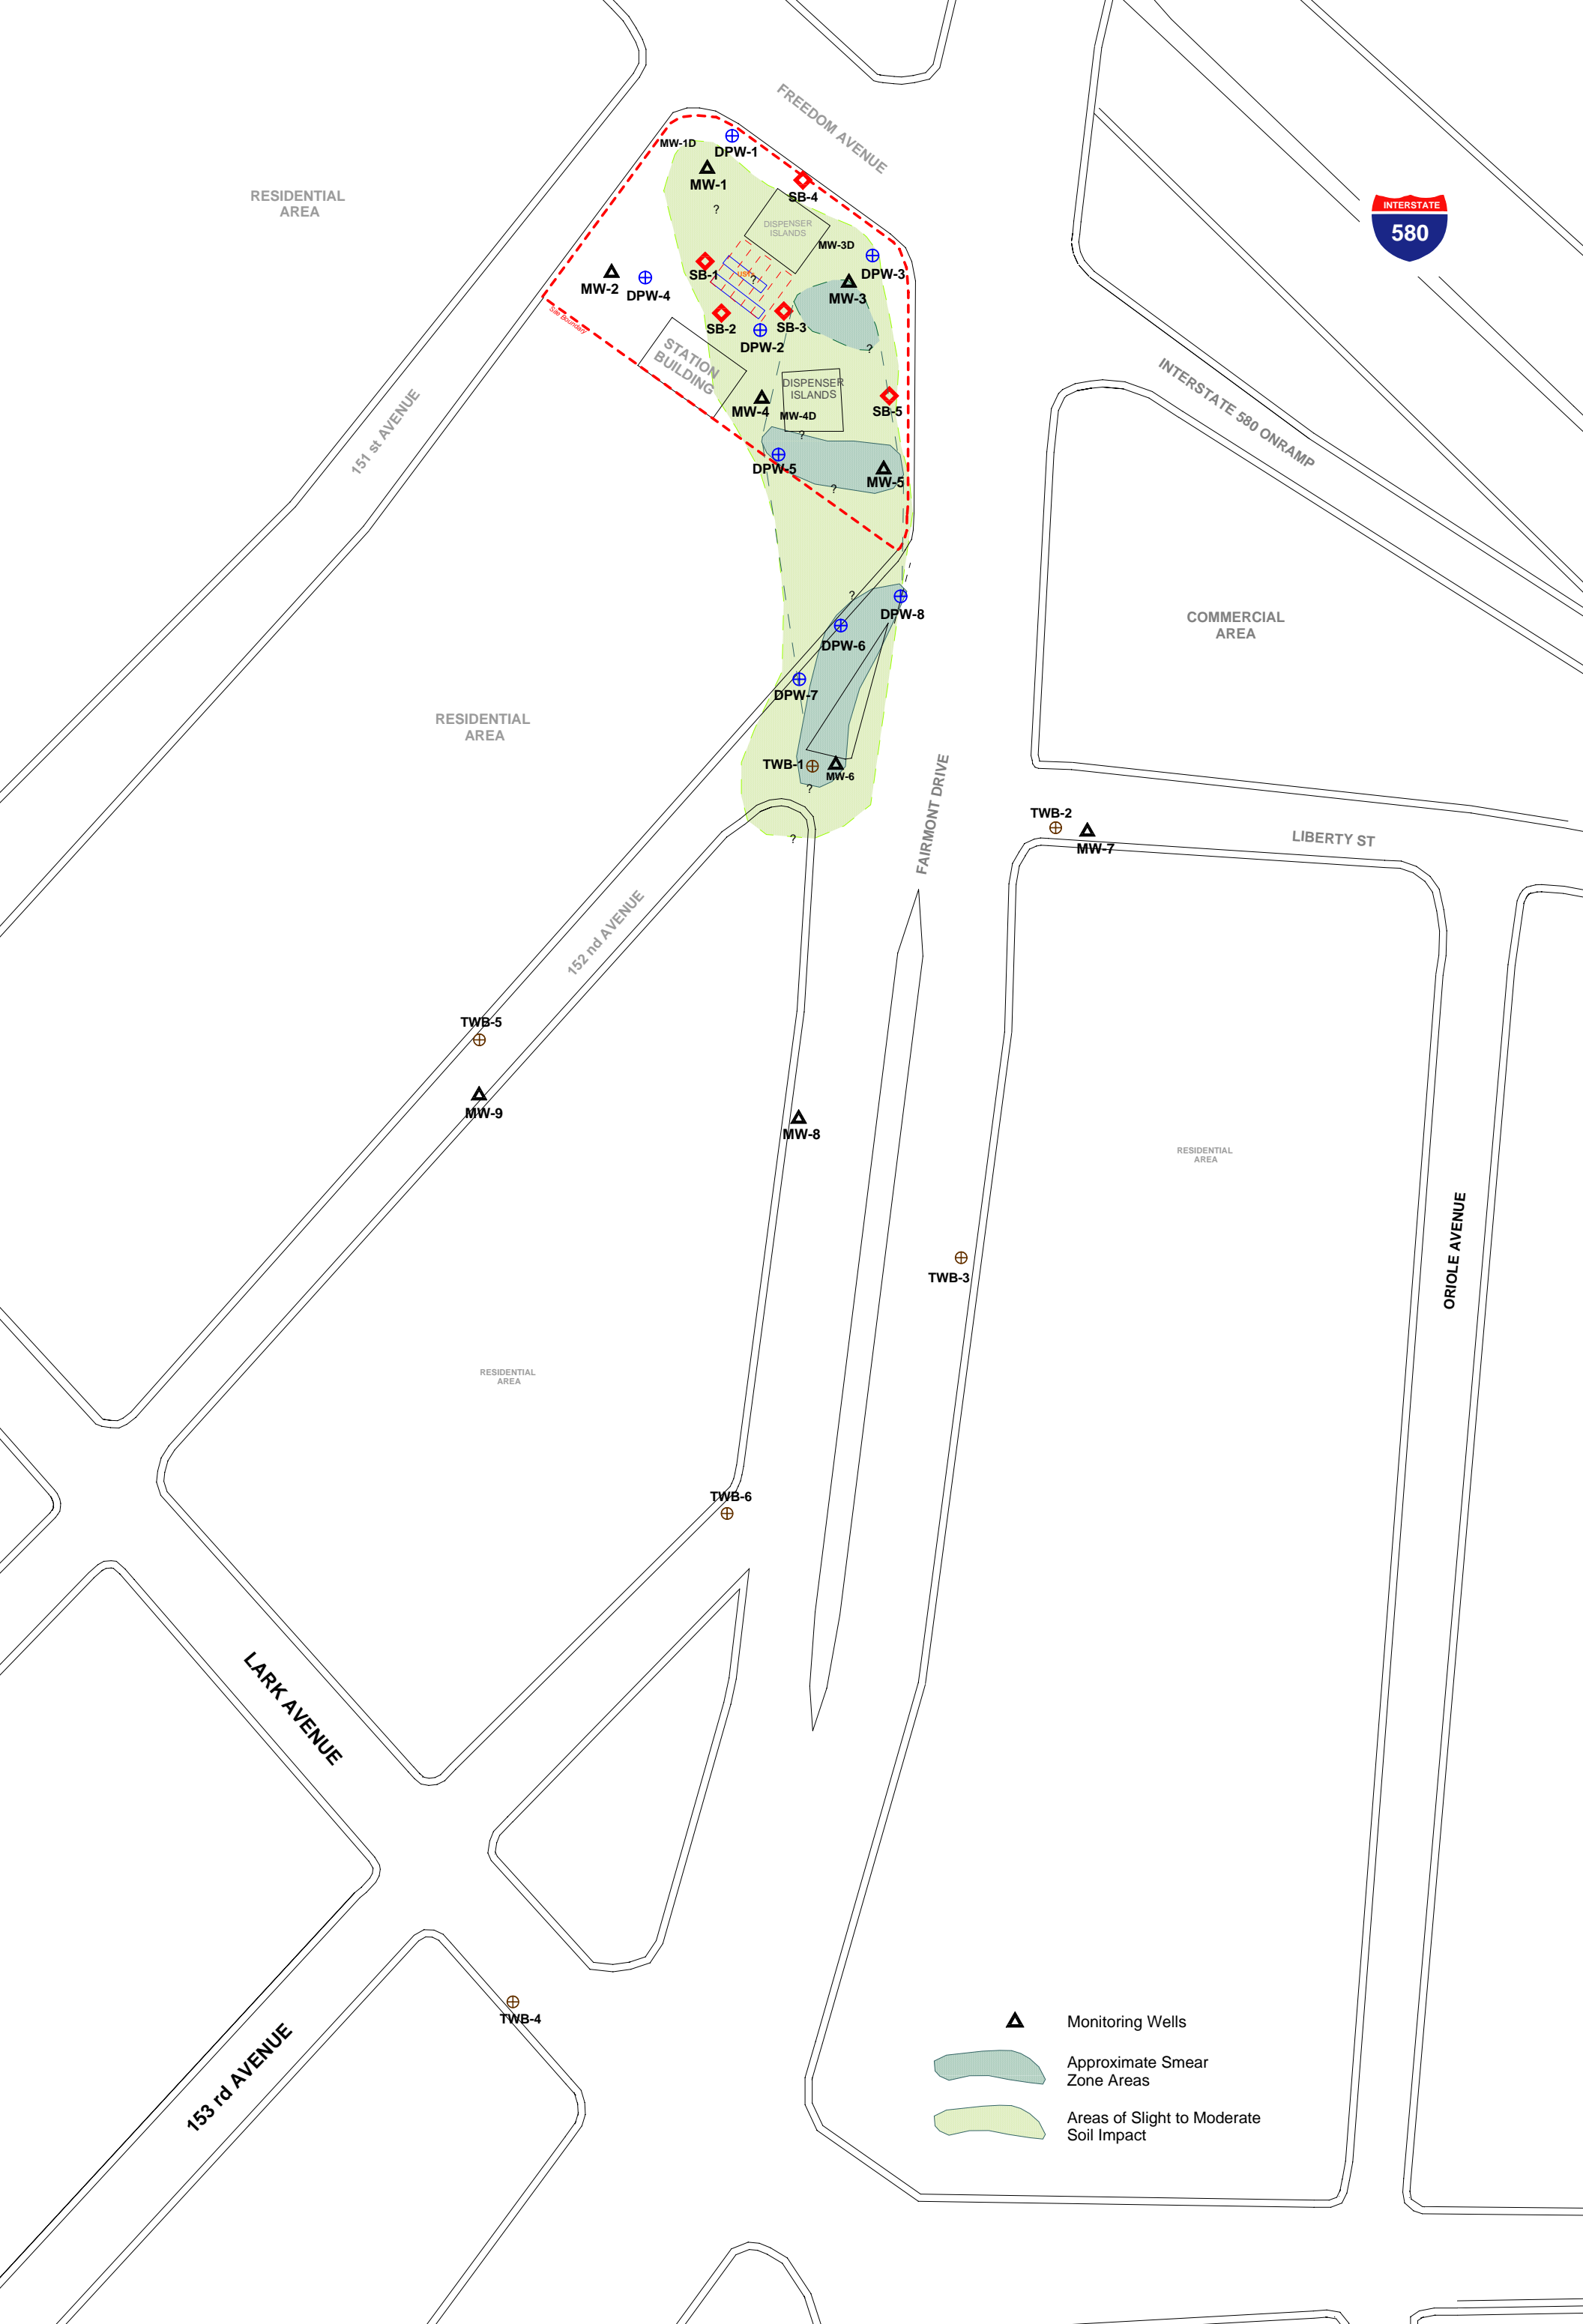 FREEDOM AVENUE
MW-1D
DPW-1
MW-1
SB-4
RESIDENTIAL
AREA
INTERSTATE
580
?
DISPENSER
ISLANDS
MW-3D
DPW-3
SB-1
UST's
?
MW-2
DPW-4
MW-3
Site Boundary
SB-2
SB-3
DPW-2
?
STATION
BUILDING
DISPENSER
ISLANDS
MW-4
MW-4D
SB-5
151 st AVENUE
INTERSTATE 580 ONRAMP
?
DPW-5
MW-5
?
?
DPW-8
COMMERCIAL
AREA
DPW-6
DPW-7
RESIDENTIAL
AREA
TWB-1
MW-6
?
FAIRMONT DRIVE
TWB-2
MW-7
LIBERTY ST
?
152 nd AVENUE
TWB-5
MW-9
MW-8
RESIDENTIAL
AREA
ORIOLE AVENUE
TWB-3
RESIDENTIAL
AREA
TWB-6
LARK AVENUE
TWB-4
153 rd AVENUE
Monitoring Wells
Approximate Smear
Zone Areas
Areas of Slight to Moderate
Soil Impact